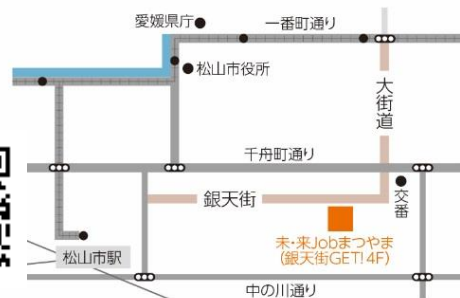 愛媛県庁
一番町通り
松山市役所
大街道
千舟町通り
銀天街
交番
未・来Jobまつやま
(銀天街GET!4F)
松山市駅
中の川通り